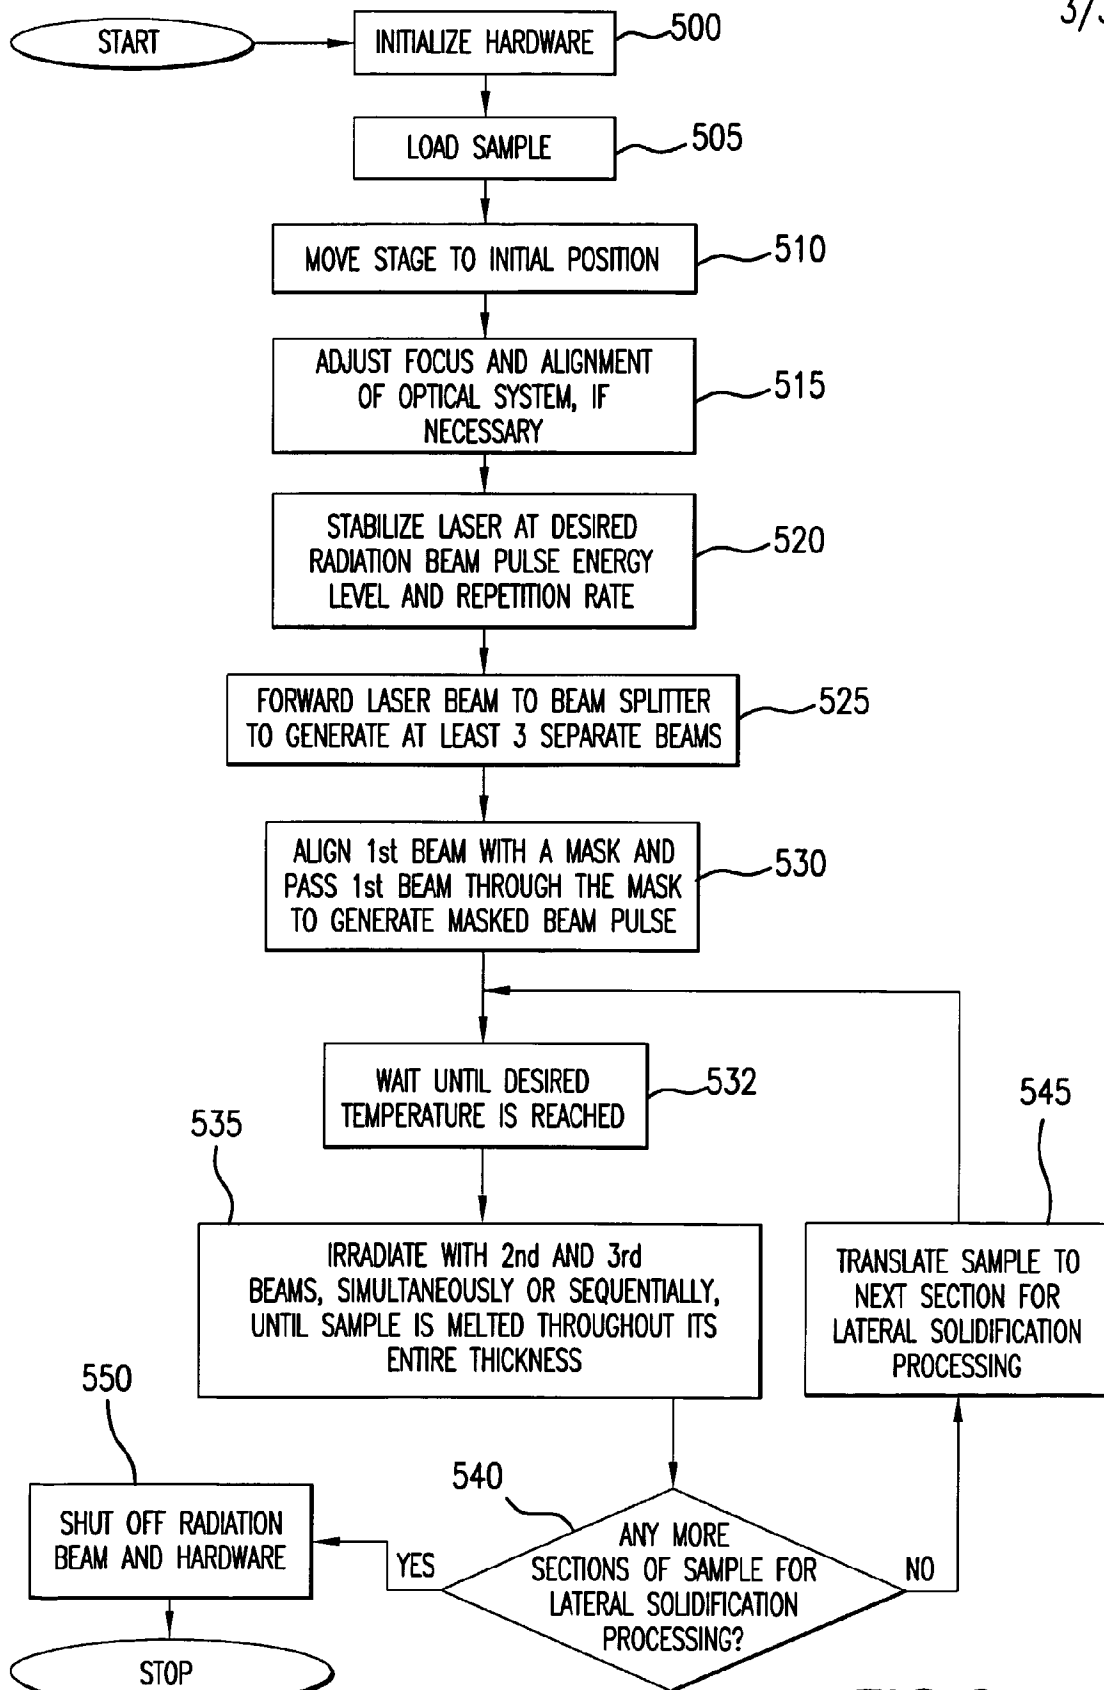 3/3
START
INITIALIZE HARDWARE
500
LOAD SAMPLE
505
MOVE STAGE TO INITIAL POSITION
510
ADJUST FOCUS AND ALIGNMENT
OF OPTICAL SYSTEM, IF
NECESSARY
515
STABILIZE LASER AT DESIRED
RADIATION BEAM PULSE ENERGY
LEVEL AND REPETITION RATE
520
FORWARD LASER BEAM TO BEAM SPLITTER
TO GENERATE AT LEAST 3 SEPARATE BEAMS
525
ALIGN 1st BEAM WITH A MASK AND
PASS 1st BEAM THROUGH THE MASK
TO GENERATE MASKED BEAM PULSE
530
WAIT UNTIL DESIRED
TEMPERATURE IS REACHED
532
535
IRRADIATE WITH 2nd AND 3rd
BEAMS, SIMULTANEOUSLY OR SEQUENTIALLY,
UNTIL SAMPLE IS MELTED THROUGHOUT ITS
ENTIRE THICKNESS
545
TRANSLATE SAMPLE TO
NEXT SECTION FOR
LATERAL SOLIDIFICATION
PROCESSING
540
ANY MORE
SECTIONS OF SAMPLE FOR
LATERAL SOLIDIFICATION
PROCESSING?
YES
NO
550
SHUT OFF RADIATION
BEAM AND HARDWARE
STOP